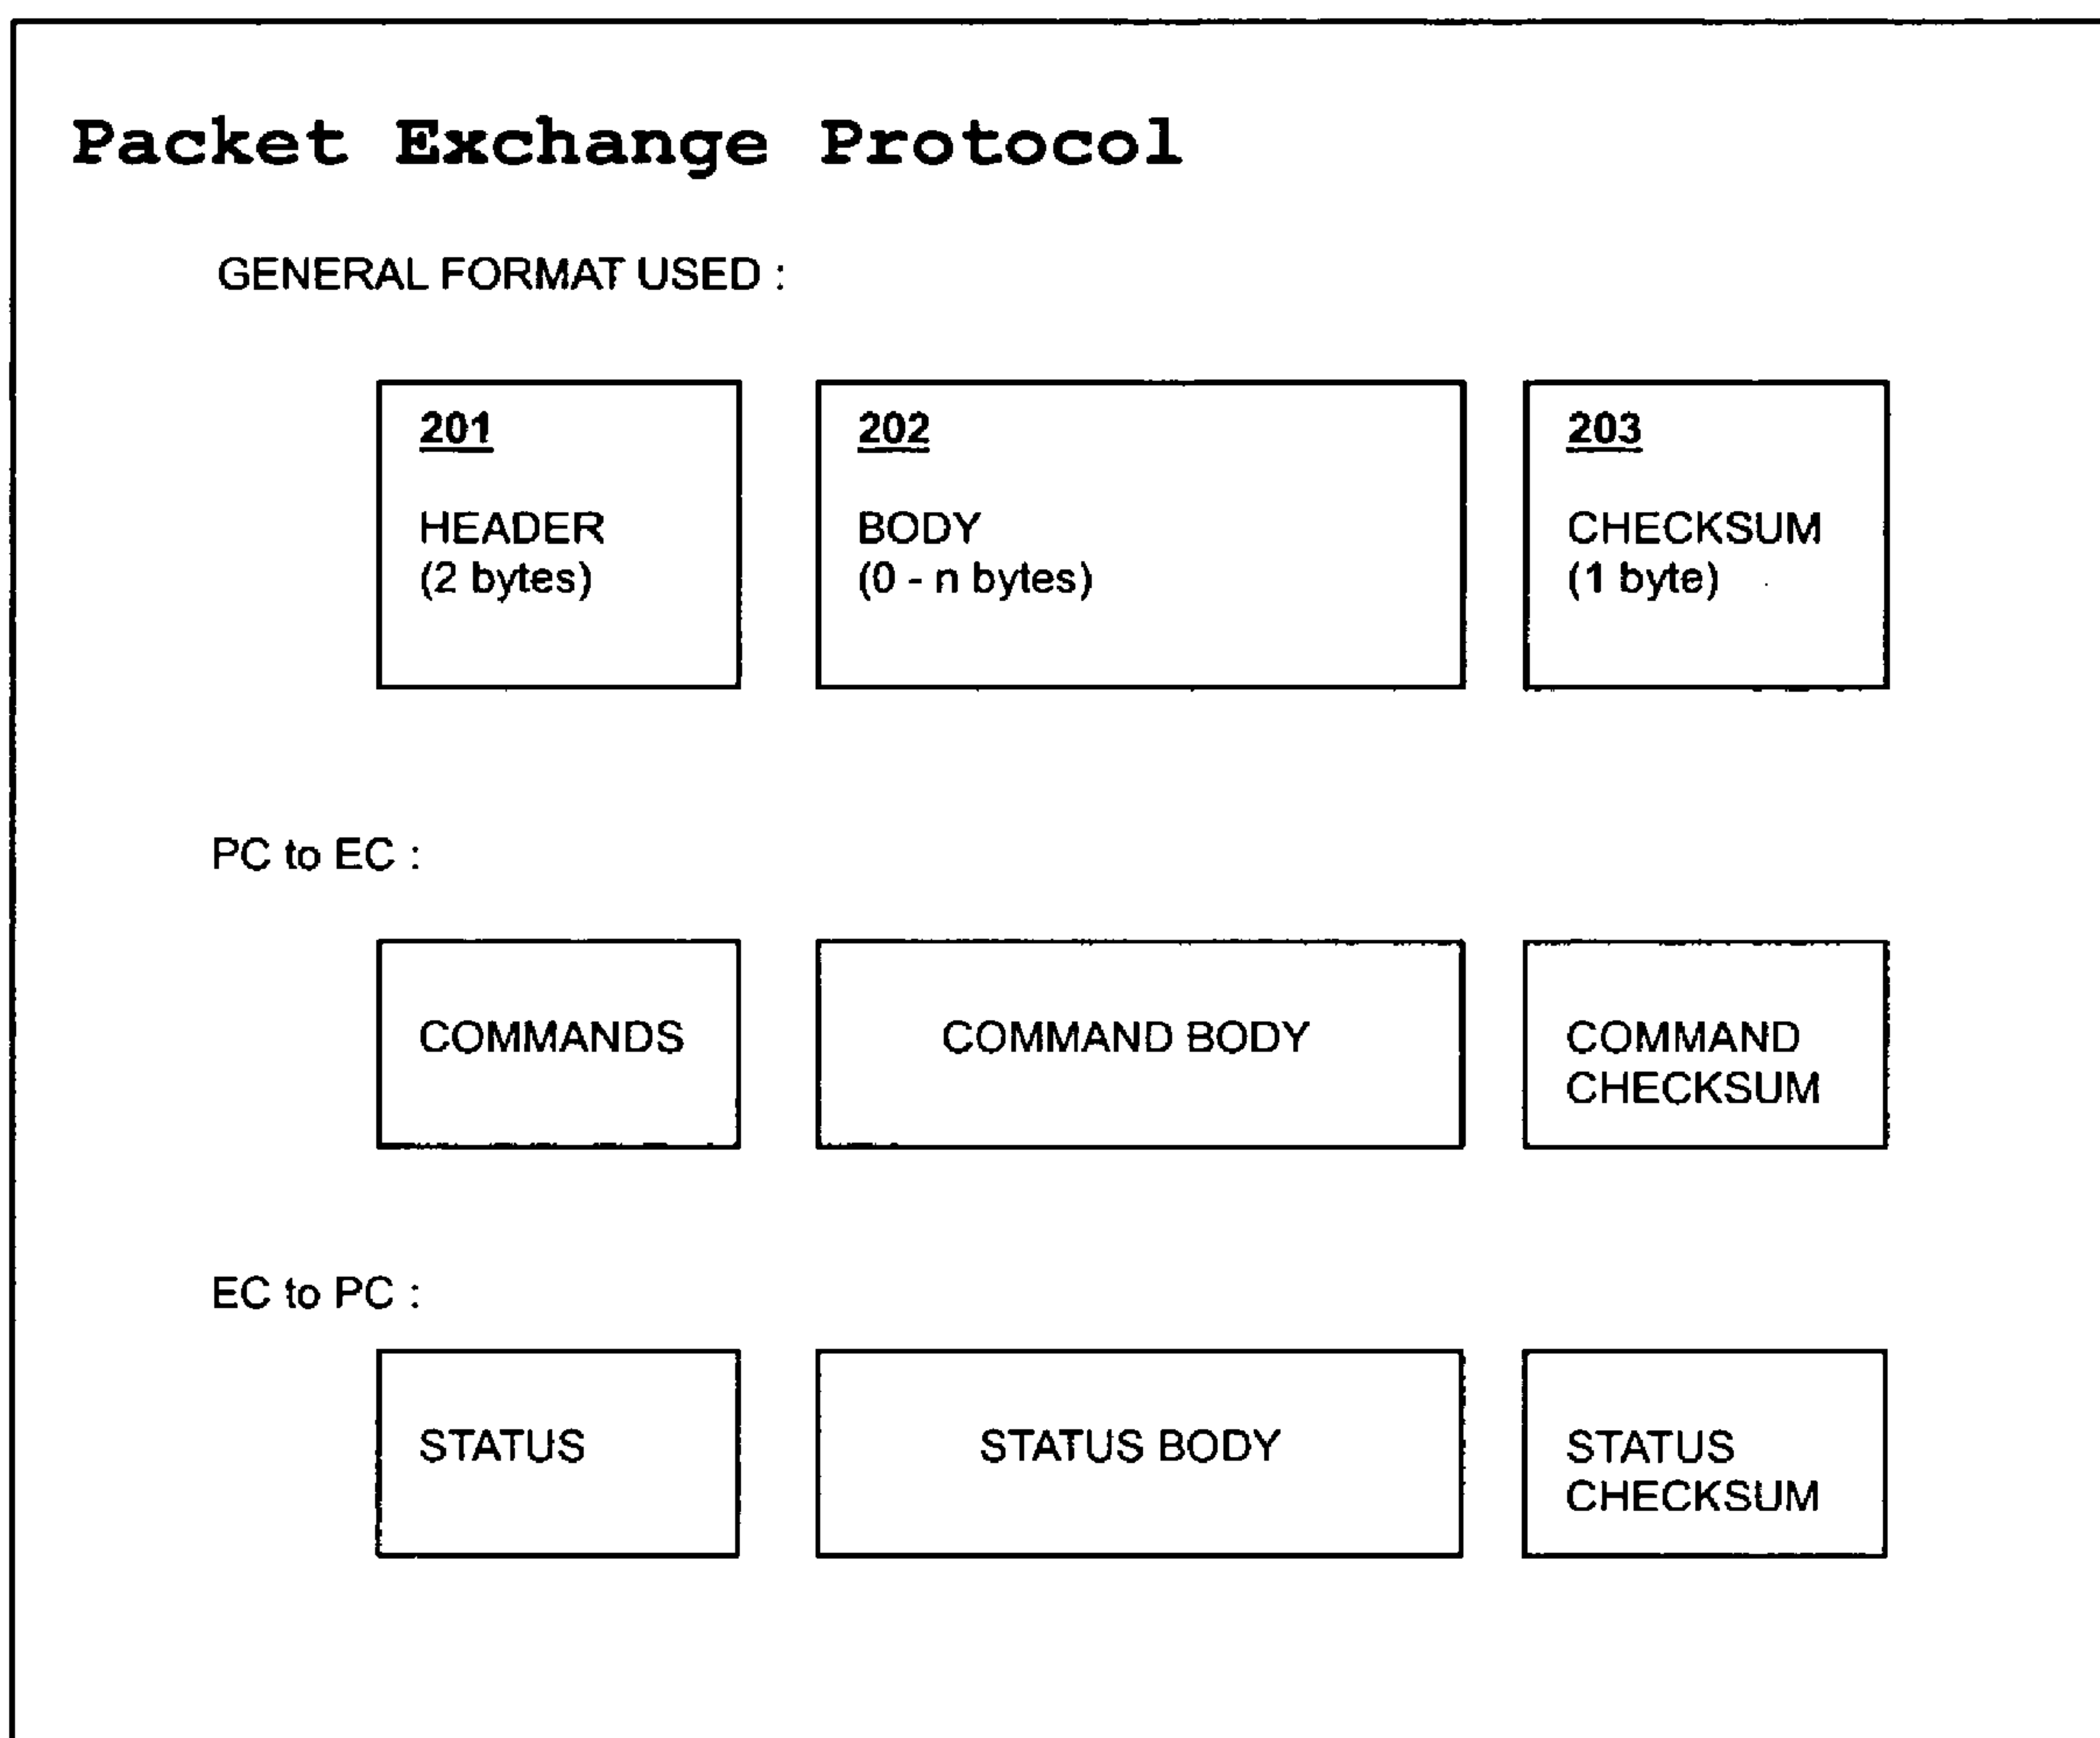 Packet Exchange Protocol
GENERAL FORMAT USED :
201
HEADER
(2 bytes)
202
BODY
(0 - n bytes)
203
CHECKSUM
(1 byte)
PC to EC :
COMMANDS
COMMAND BODY
COMMAND
CHECKSUM
EC to PC :
STATUS
STATUS BODY
STATUS
CHECKSUM